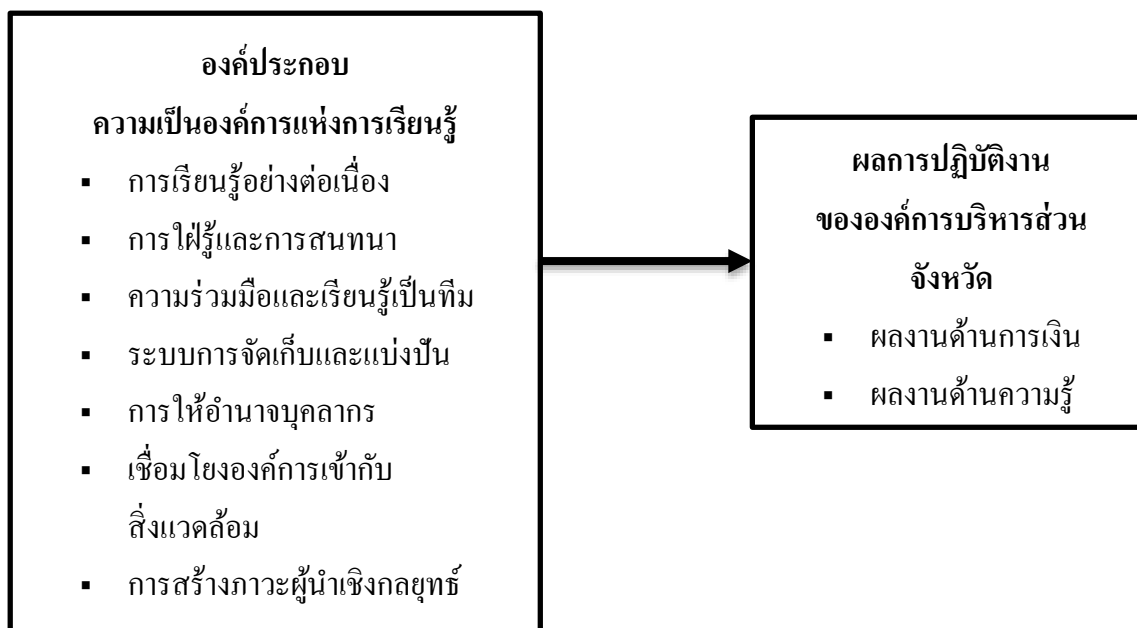 องค์ประกอบ
ความเป็นองค์การแห่งการเรียนรู้
▪ การเรียนรู้อย่างต่อเนื่อง
▪ การใฝ่รู้และการสนทนา
▪ ความร่วมมือและเรียนรู้เป็นทีม
▪ ระบบการจัดเก็บและแบ่งปัน
▪ การให้อำนาจบุคลากร
▪ เชื่อมโยงองค์การเข้ากับ
สิ่งแวดล้อม
▪ การสร้างภาวะผู้นำเชิงกลยุทธ์
ผลการปฏิบัติงาน
ขององค์การบริหารส่วน
จังหวัด
▪ ผลงานด้านการเงิน
▪ ผลงานด้านความรู้